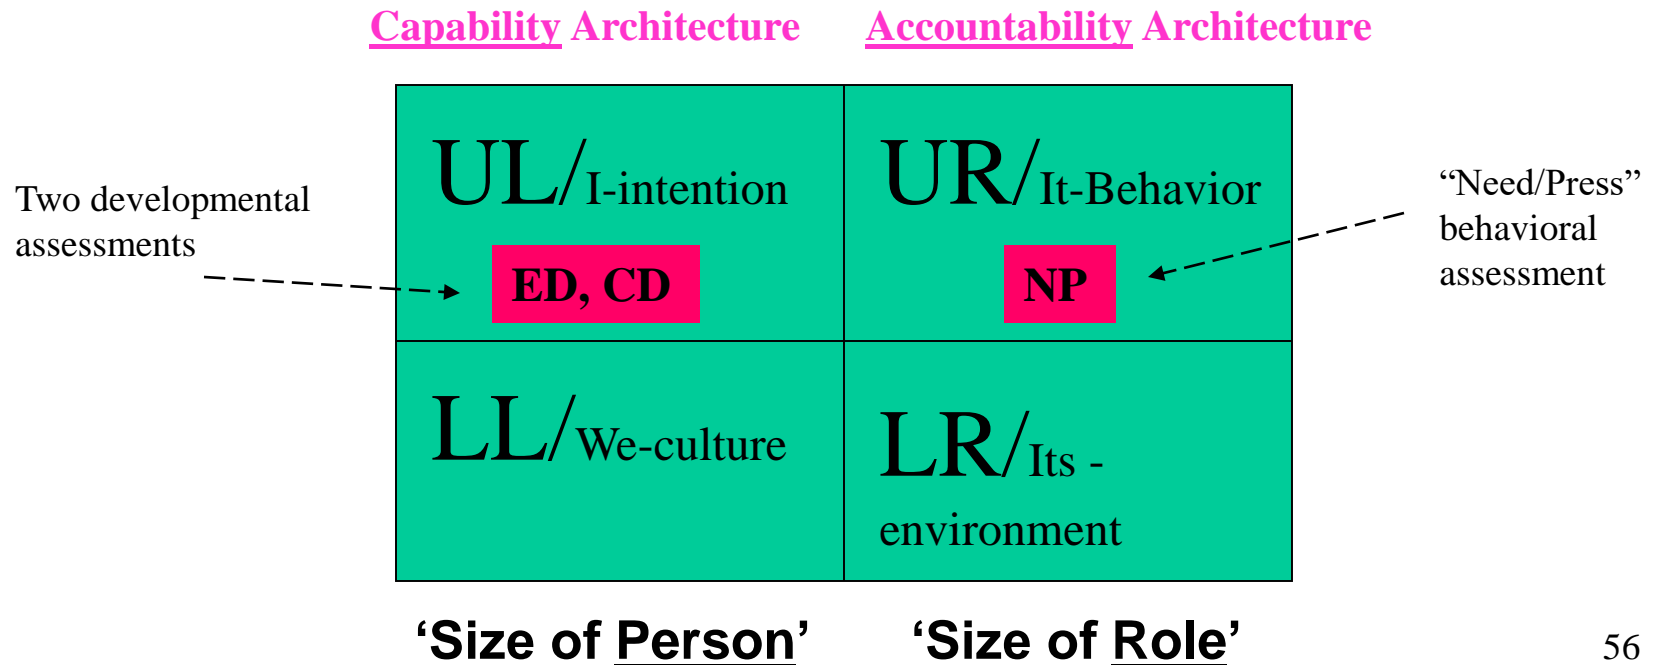 Capability Architecture
Accountability Architecture
Two developmental
assessments
UL/I-intention
ED, CD
UR/It-Behavior
NP
“Need/Press”
behavioral
assessment
LL/We-culture
LR/Its -
environment
‘Size of Person’
‘Size of Role’
56